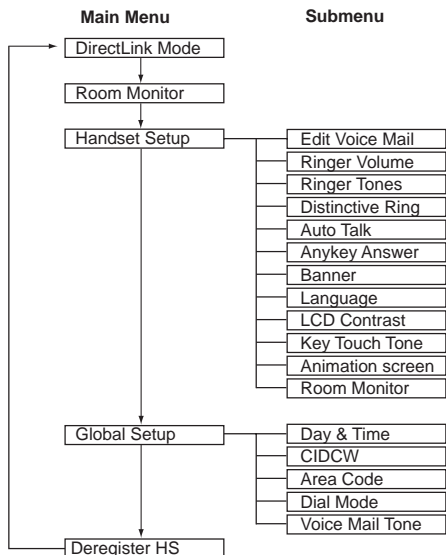 Main Menu
Submenu
DirectLink Mode
Room Monitor
Handset Setup
Edit Voice Mail
Ringer Volume
Ringer Tones
Distinctive Ring
Auto Talk
Anykey Answer
Banner
Language
LCD Contrast
Key Touch Tone
Animation screen
Room Monitor
Global Setup
Day & Time
CIDCW
Area Code
Dial Mode
Voice Mail Tone
Deregister HS